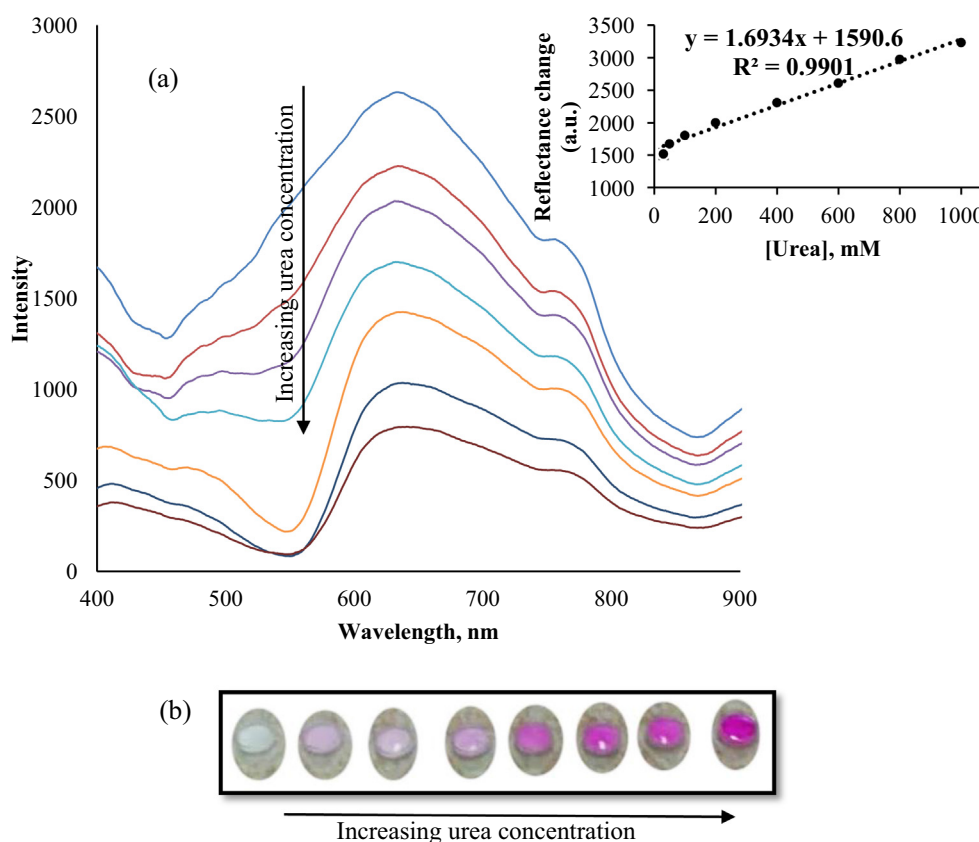 (a)
Intensity
3000
2500
2000
1500
1000
500
0
400 500 600 700 800 900
Wavelength, nm
Increasing urea concentration
y = 1.6934x + 1590.6
R² = 0.9901
Reflectance change
(a.u.)
3500
3000
2500
2000
1500
1000
0 200 400 600 800 1000
[Urea], mM
(b)
Increasing urea concentration